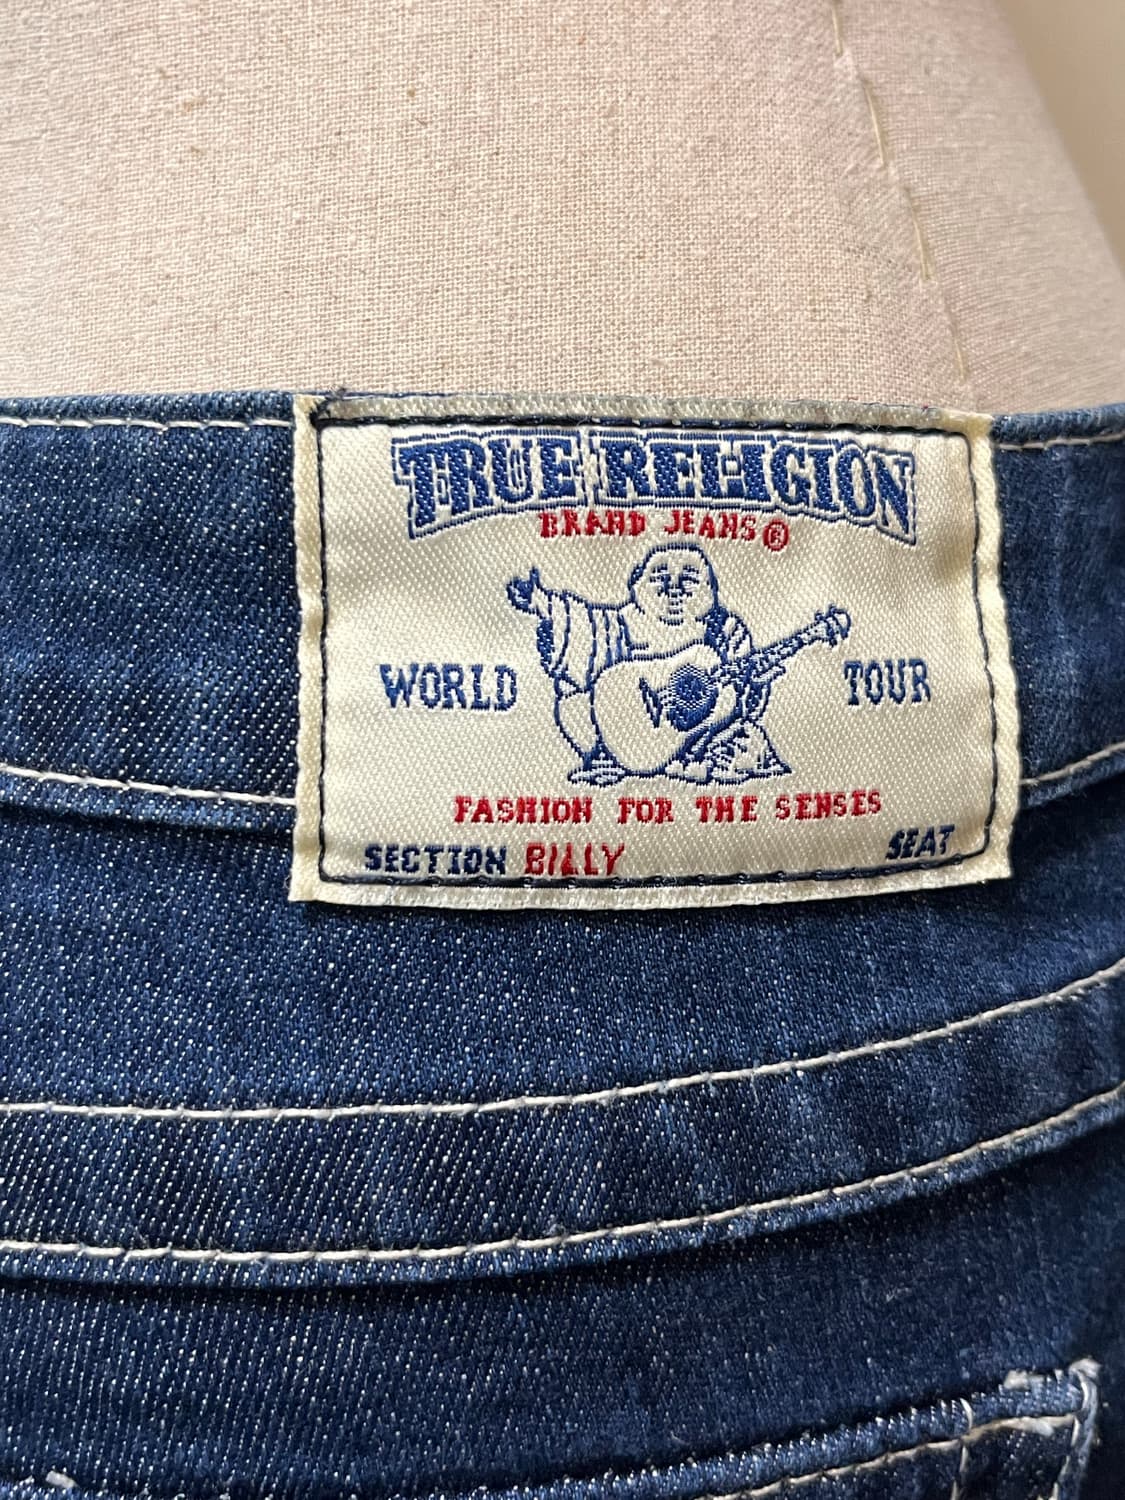 TRUE RELIGION
BRAND JEANS®
WORLD TOUR
FASHION FOR THE SENSES
SECTION BILLY SEAT